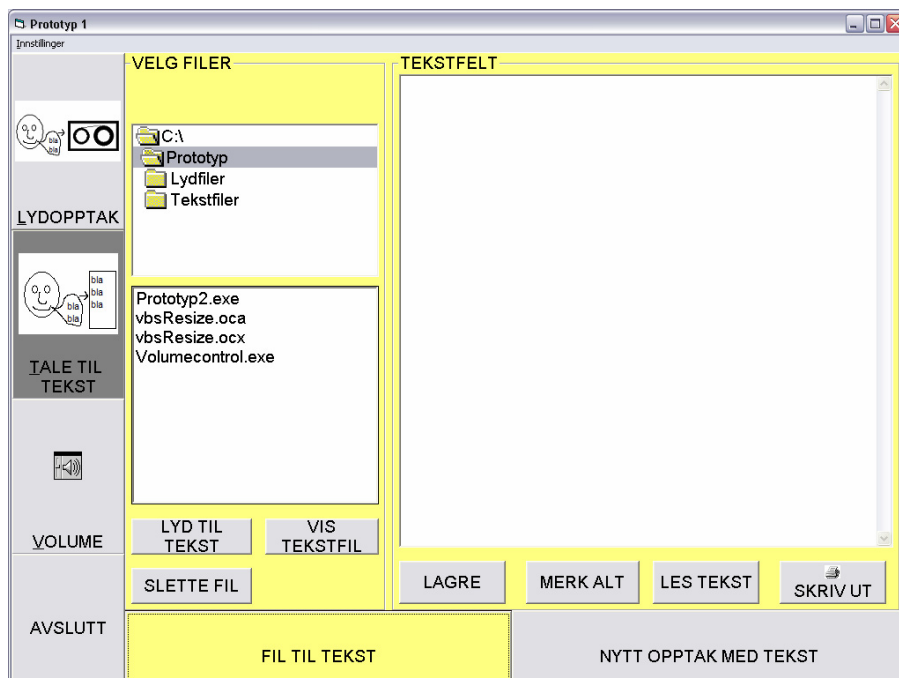 Prototyp 1
Innstillinger
VELG FILER
TEKSTFELT
bla
bla
LYDOPPTAK
bla
bla
bla
bla
bla
TALE TIL
TEKST
VOLUME
AVSLUTT
C:\
Prototyp
Lydfiler
Tekstfiler
Prototyp2.exe
vbsResize.oca
vbsResize.ocx
Volumecontrol.exe
LYD TIL
TEKST
VIS
TEKSTFIL
SLETTE FIL
LAGRE
MERK ALT
LES TEKST
SKRIV UT
FIL TIL TEKST
NYTT OPPTAK MED TEKST